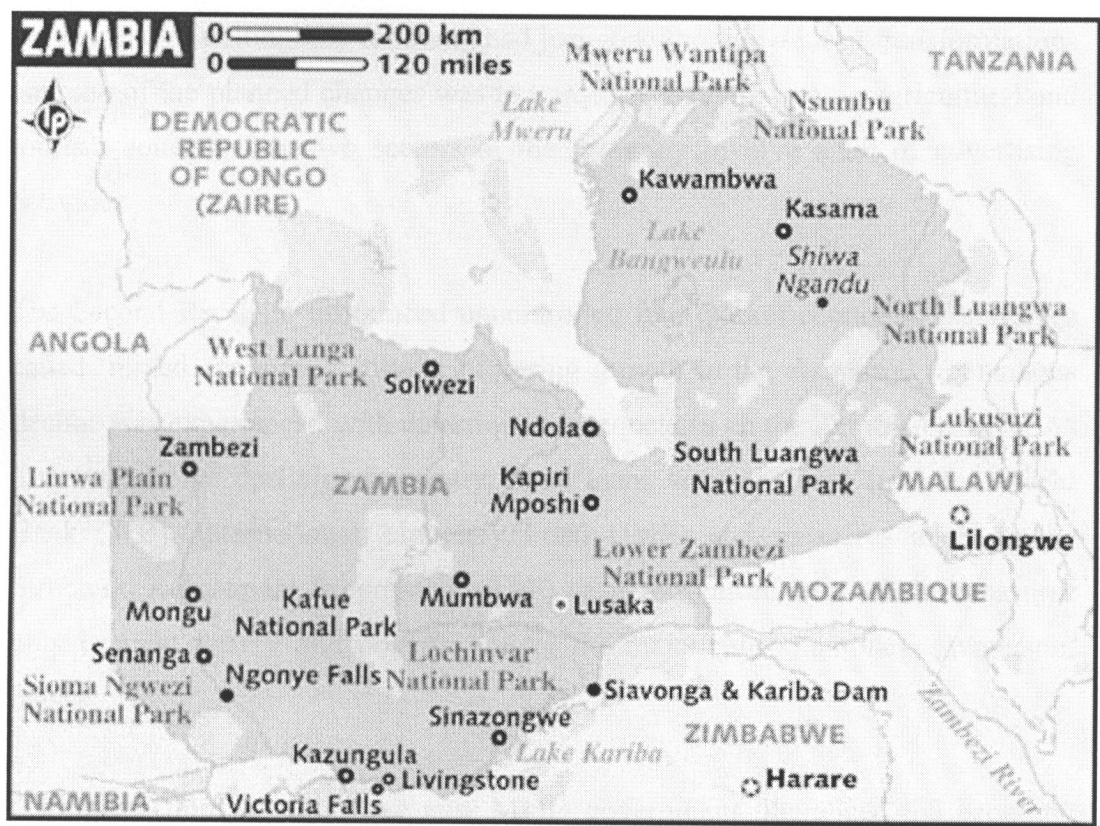 ZAMBIA
0 200 km
0 120 miles
Mweru Wantipa
National Park
TANZANIA
Lake
Mweru
Nsumbu
National Park
DEMOCRATIC
REPUBLIC
OF CONGO
(ZAIRE)
Kawambwa
Kasama
Lake
Bangweulu
Shiwa
Ngandu
North Luangwa
National Park
ANGOLA
West Lunga
National Park
Solwezi
Ndola
Lukusuzi
National Park
Zambezi
South Luangwa
National Park
Liuwa Plain
National Park
ZAMBIA
Kapiri
Mposhi
MALAWI
Lilongwe
Lower Zambezi
National Park
MOZAMBIQUE
Mongu
Kafue
National Park
Mumbwa
Lusaka
Senanga
Lochinvar
National Park
Ngonye Falls
Sioma Ngwezi
National Park
Siavonga & Kariba Dam
Sinazongwe
ZIMBABWE
Lake Kariba
Zambezi River
Kazungula
Livingstone
Harare
Victoria Falls
NAMIBIA